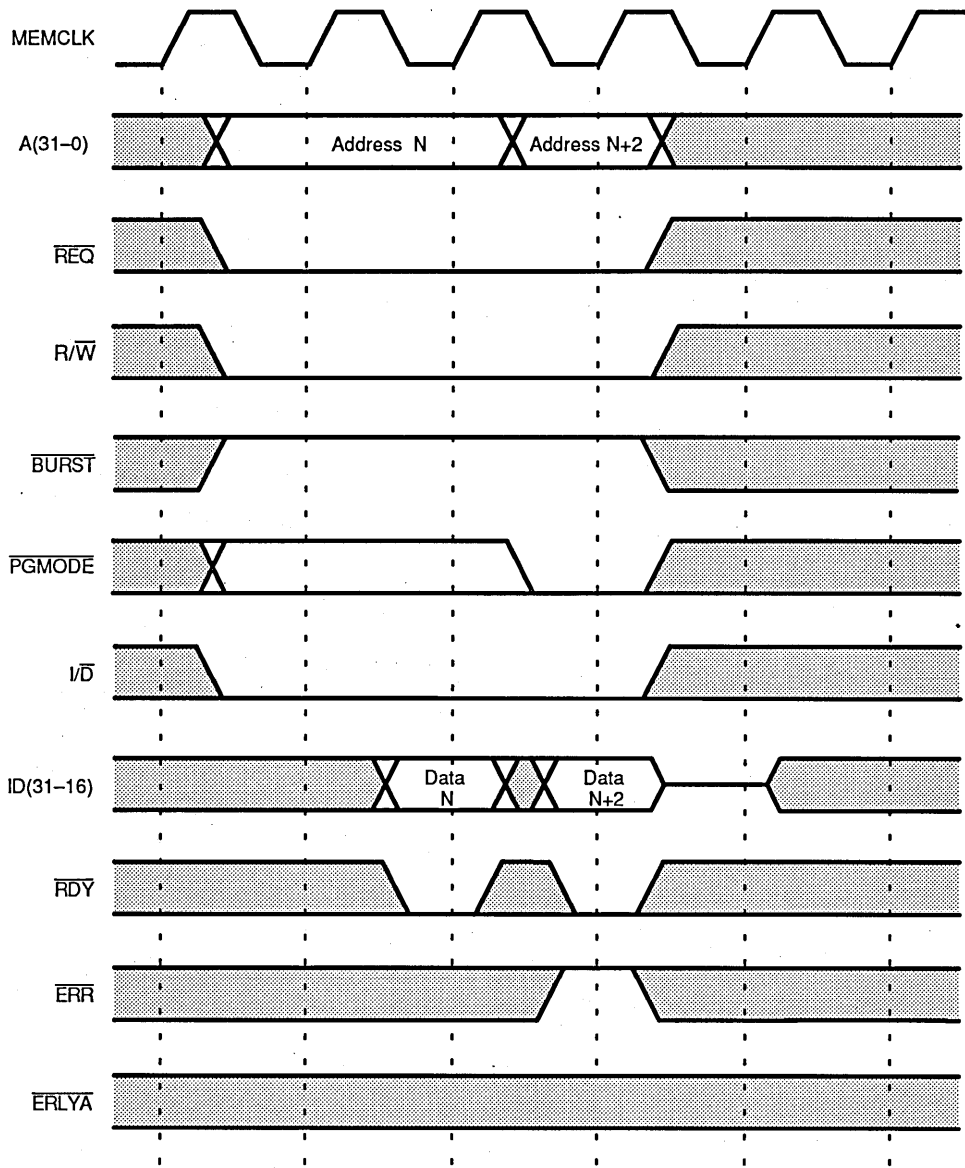 MEMCLK
A(31–0)
Address N
Address N+2
REQ
R/W
BURST
PGMODE
I/D
ID(31–16)
Data
N
Data
N+2
RDY
ERR
ERLYA